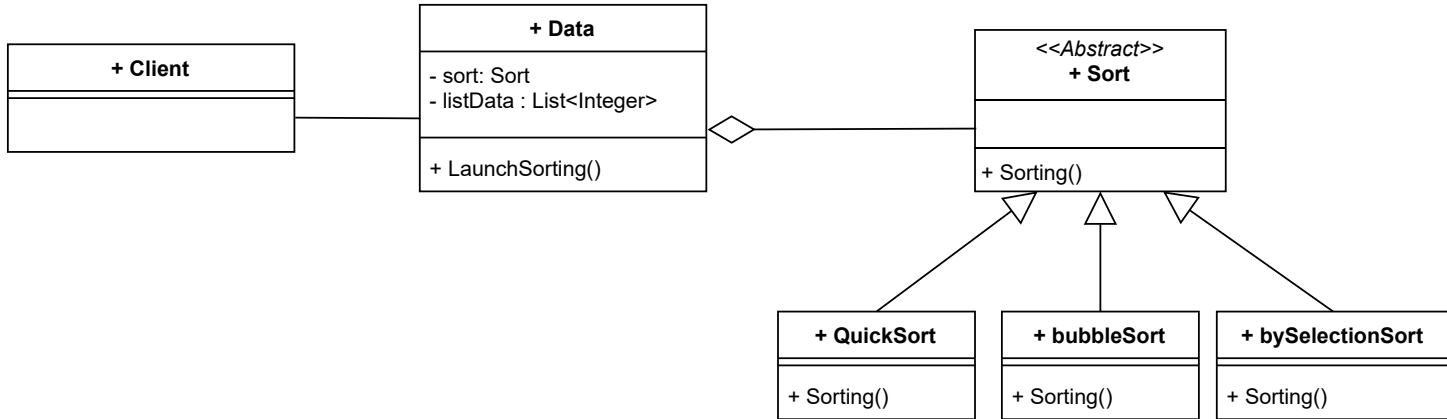 + Client
+ Data
- sort: Sort
- listData : List<Integer>
+ LaunchSorting()
<<Abstract>>
+ Sort
+ Sorting()
+ QuickSort
+ Sorting()
+ bubbleSort
+ Sorting()
+ bySelectionSort
+ Sorting()